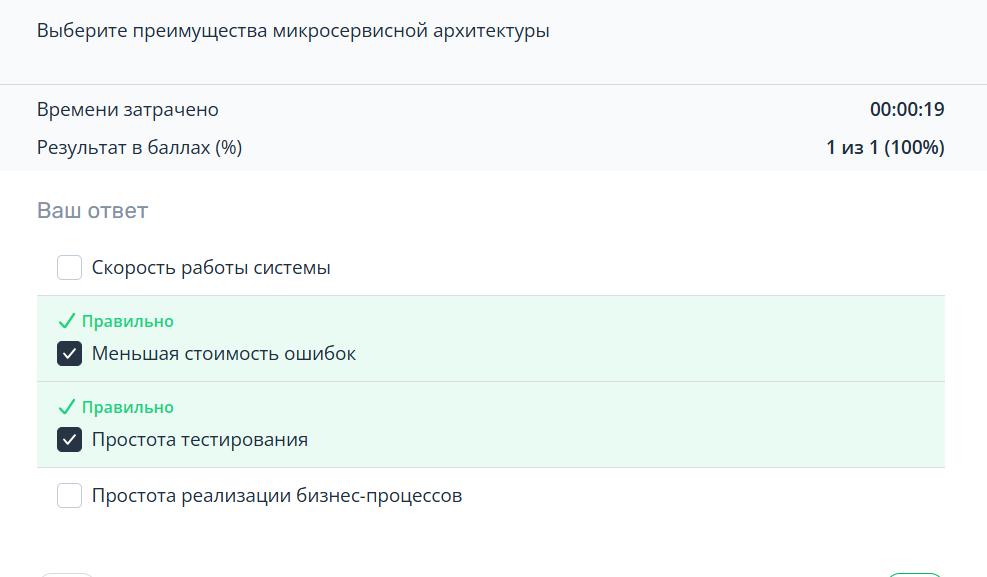 Выберите преимущества микросервисной архитектуры
Времени затрачено 00:00:19
Результат в баллах (%) 1 из 1 (100%)
Ваш ответ
Скорость работы системы
Правильно
Меньшая стоимость ошибок
Правильно
Простота тестирования
Простота реализации бизнес-процессов